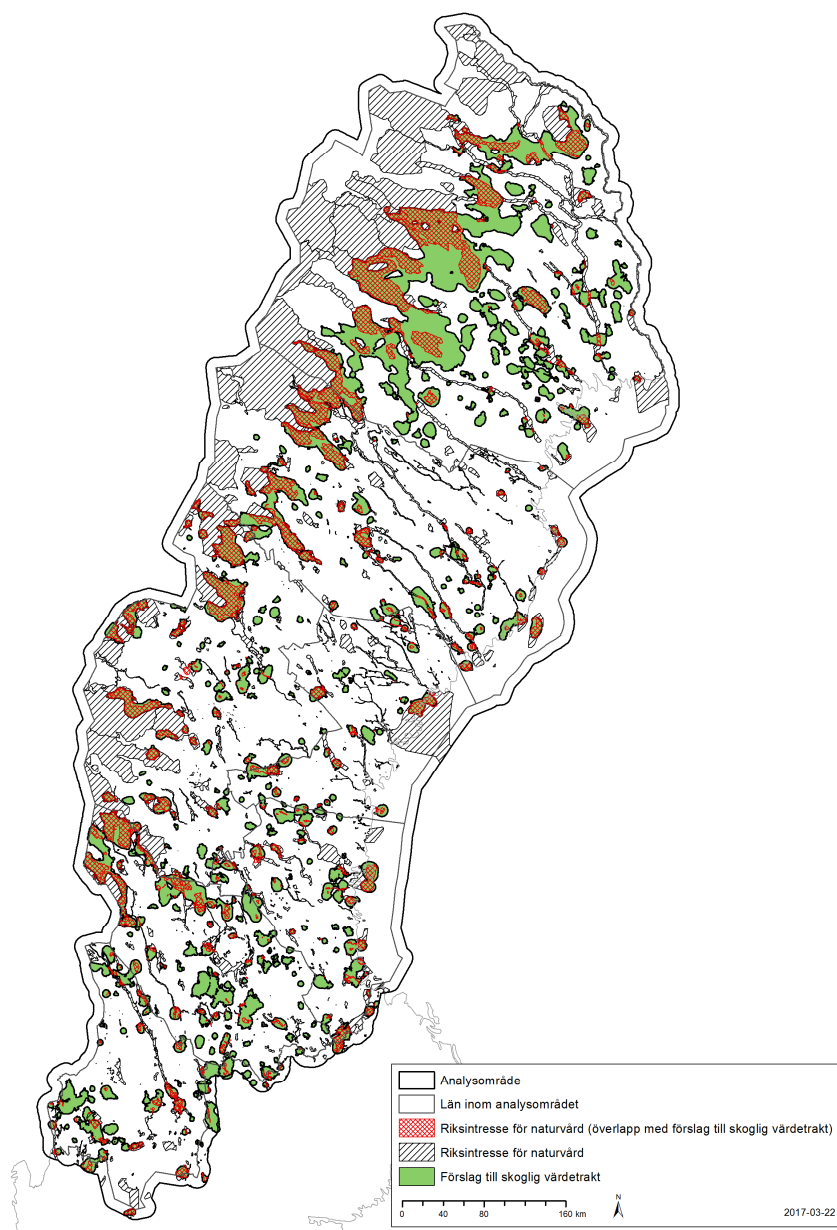 Analysområde
Län inom analysområdet
Riksintresse för naturvård (överlapp med förslag till skoglig värdetrakt)
Riksintresse för naturvård
Förslag till skoglig värdetrakt
0 40 80 160 km
N
2017-03-22